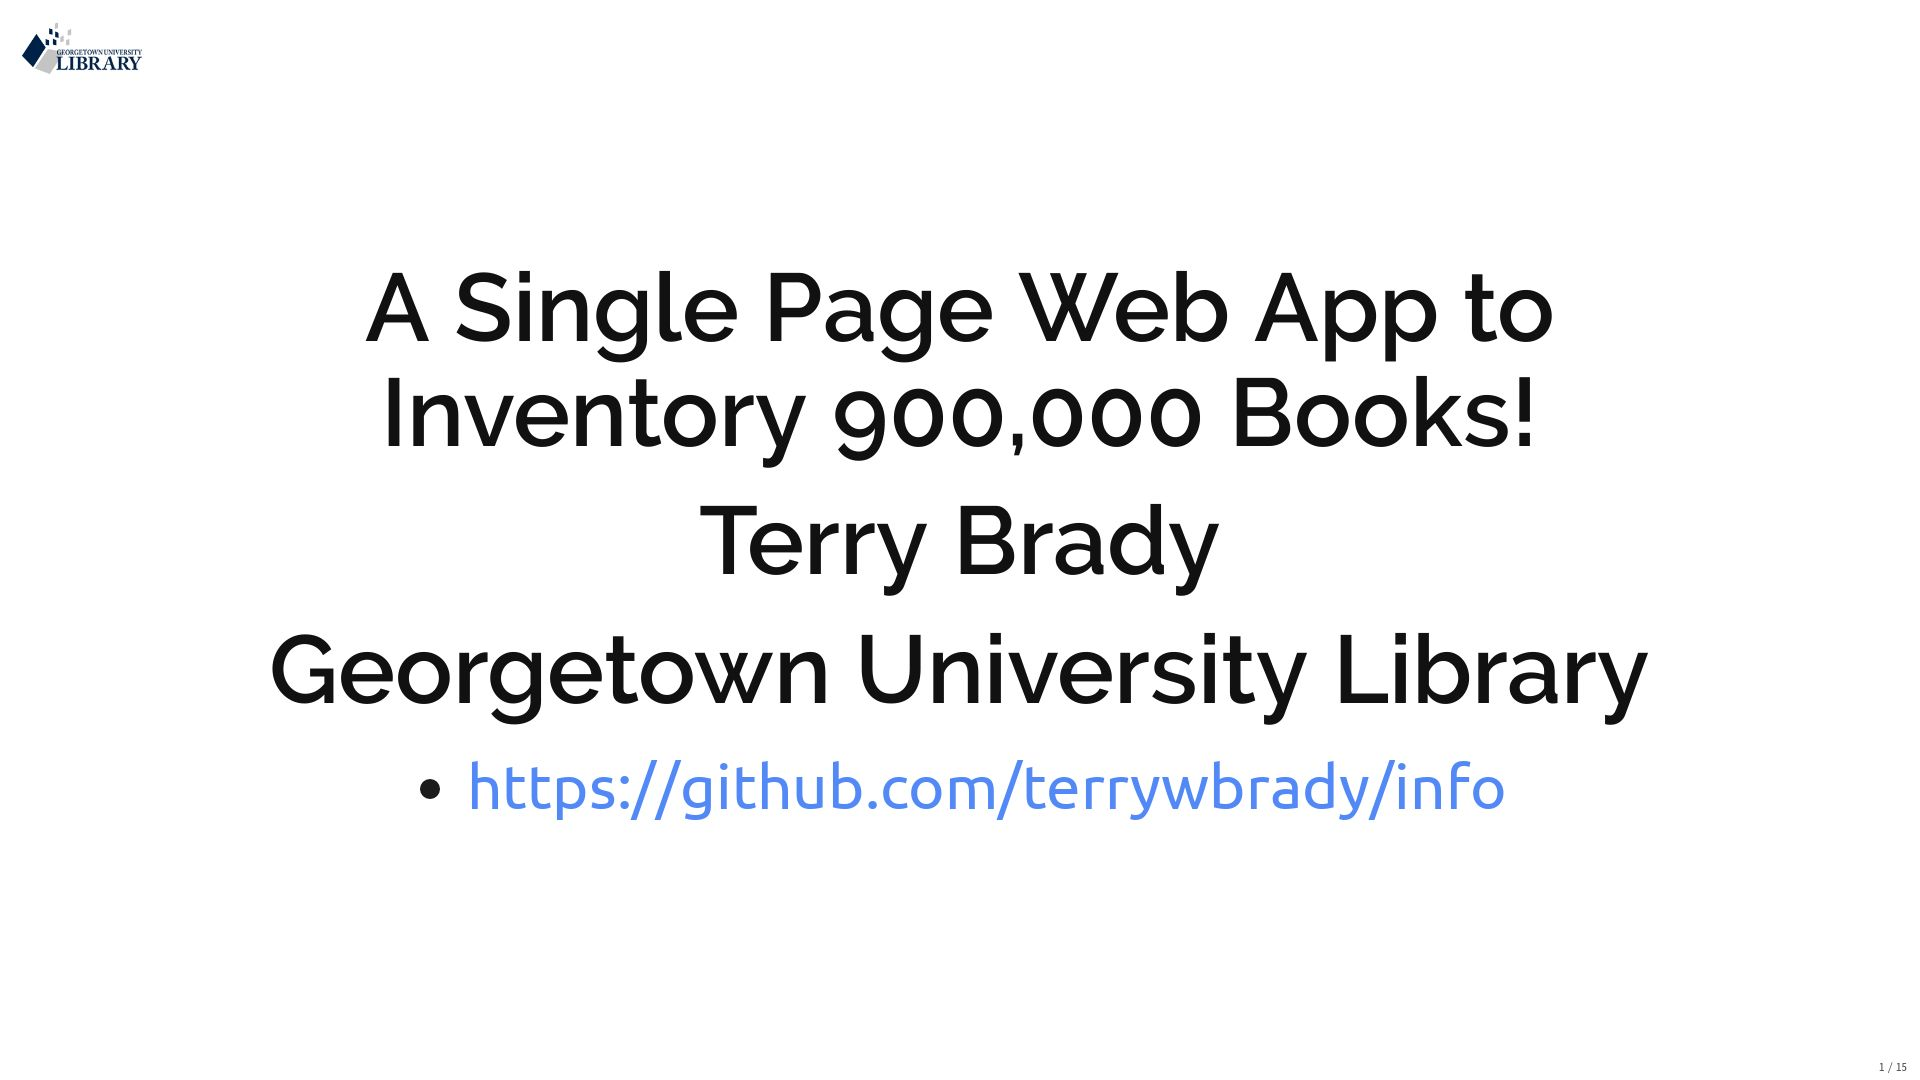 GEORGETOWN UNIVERSITY
LIBRARY
A Single Page Web App to
Inventory 900,000 Books!
Terry Brady
Georgetown University Library
• https://github.com/terrywbrady/info
1 / 15